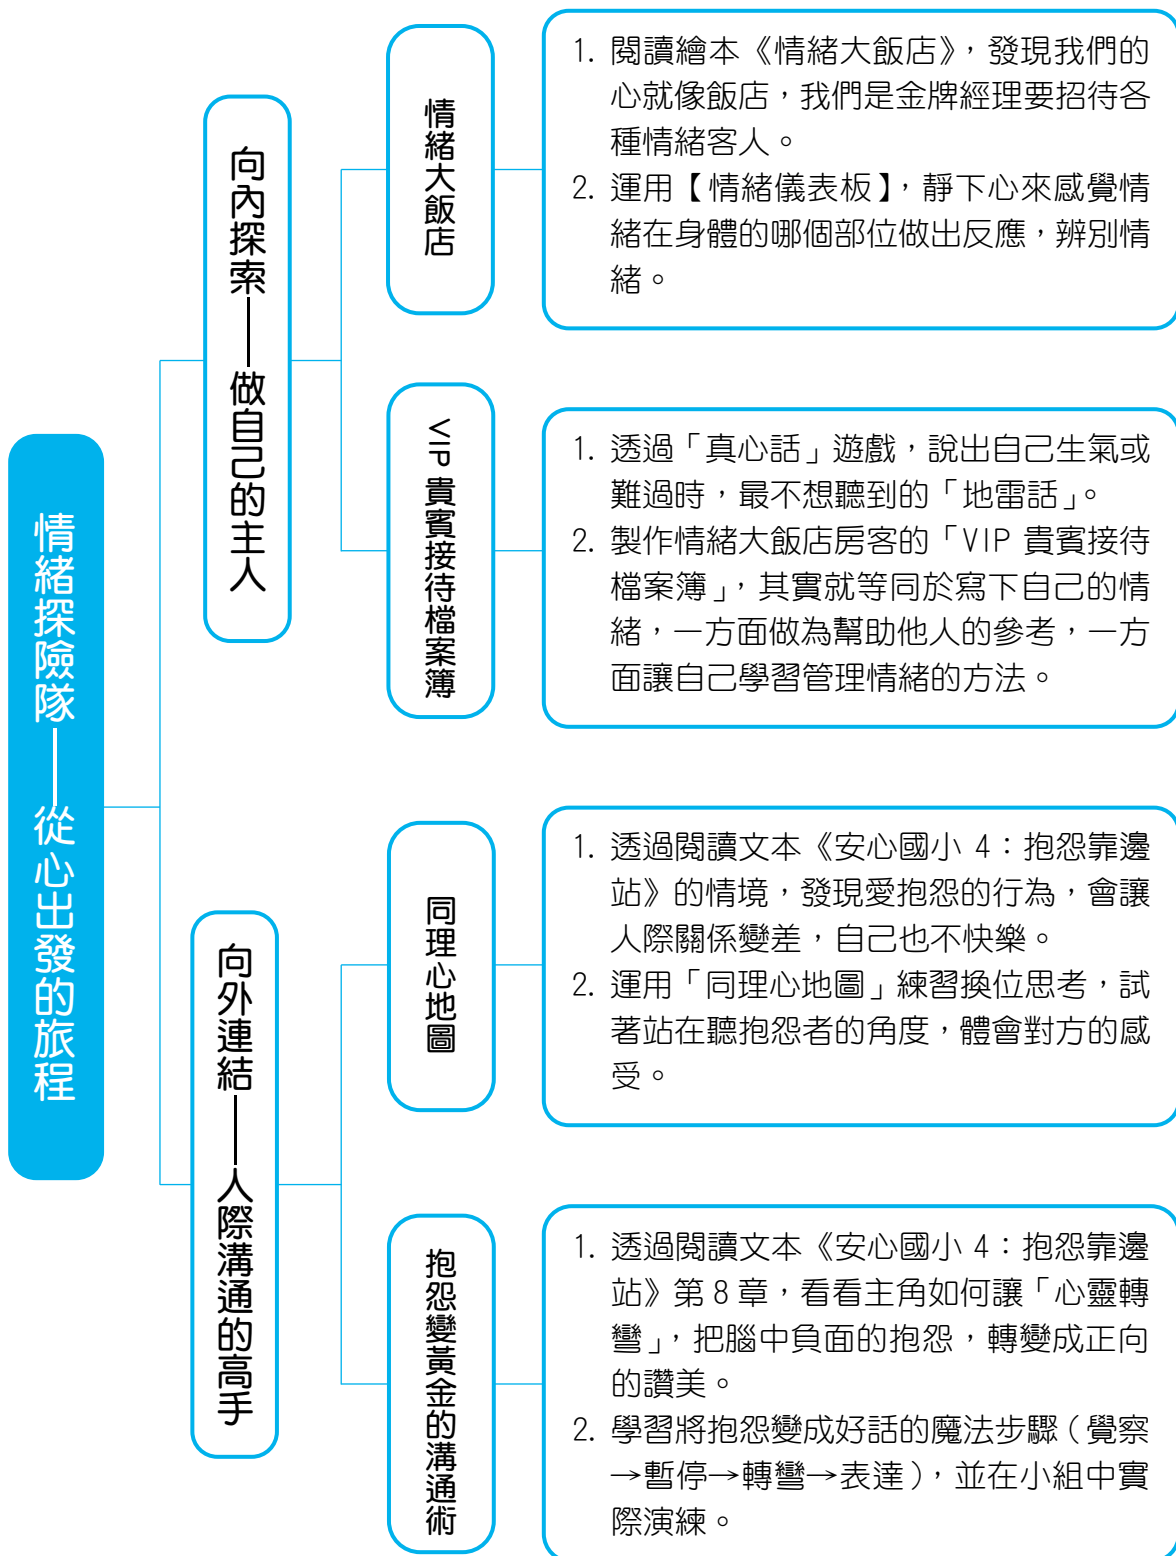 情緒探險隊——從心出發的旅程
向內探索——做自己的主人
情緒大飯店
1. 閱讀繪本《情緒大飯店》，發現我們的
心就像飯店，我們是金牌經理要招待各
種情緒客人。
2. 運用【情緒儀表板】，靜下心來感覺情
緒在身體的哪個部位做出反應，辨別情
緒。
VIP 貴賓接待檔案簿
1. 透過「真心話」遊戲，說出自己生氣或
難過時，最不想聽到的「地雷話」。
2. 製作情緒大飯店房客的「VIP 貴賓接待
檔案簿」，其實就等同於寫下自己的情
緒，一方面做為幫助他人的參考，一方
面讓自己學習管理情緒的方法。
向外連結——人際溝通的高手
同理心地圖
1. 透過閱讀文本《安心國小 4：抱怨靠邊
站》的情境，發現愛抱怨的行為，會讓
人際關係變差，自己也不快樂。
2. 運用「同理心地圖」練習換位思考，試
著站在聽抱怨者的角度，體會對方的感
受。
抱怨變黃金的溝通術
1. 透過閱讀文本《安心國小 4：抱怨靠邊
站》第 8 章，看看主角如何讓「心靈轉
彎」，把腦中負面的抱怨，轉變成正向
的讚美。
2. 學習將抱怨變成好話的魔法步驟（覺察
→暫停→轉彎→表達），並在小組中實
際演練。